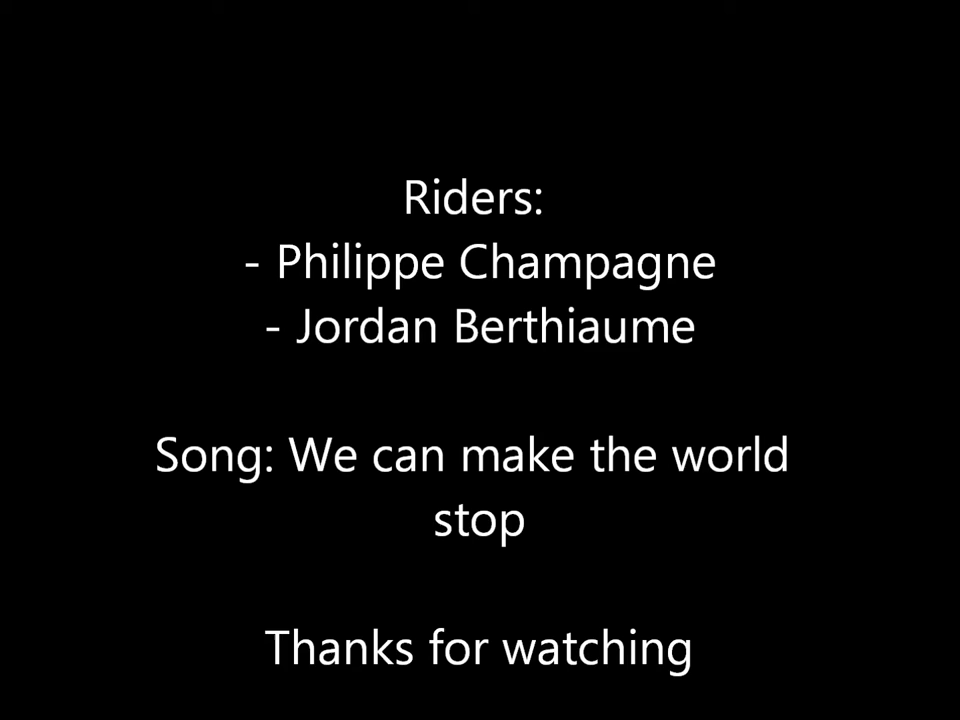 Riders:
- Philippe Champagne
- Jordan Berthiaume
Song: We can make the world
stop
Thanks for watching